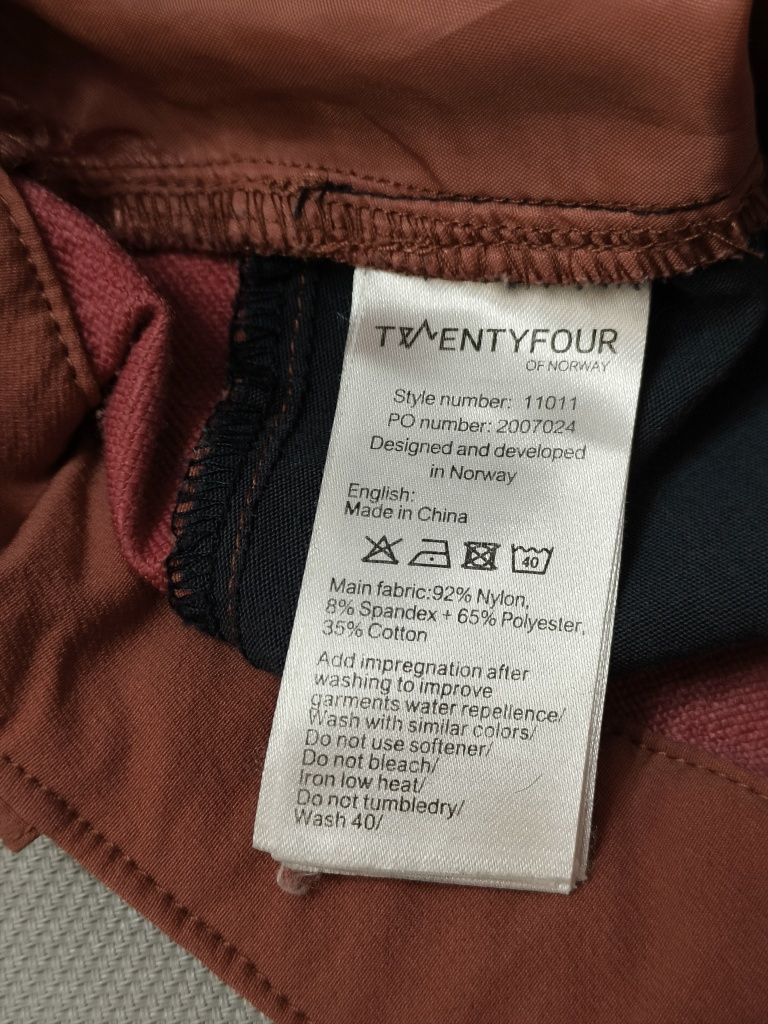 TWENTYFOUR
OF NORWAY
Style number: 11011
PO number: 2007024
Designed and developed
in Norway
English:
Made in China
40
Main fabric:92% Nylon,
8% Spandex + 65% Polyester,
35% Cotton
Add impregnation after
washing to improve
garments water repellence/
Wash with similar colors/
Do not use softener/
Do not bleach/
Iron low heat/
Do not tumbledry/
Wash 40/